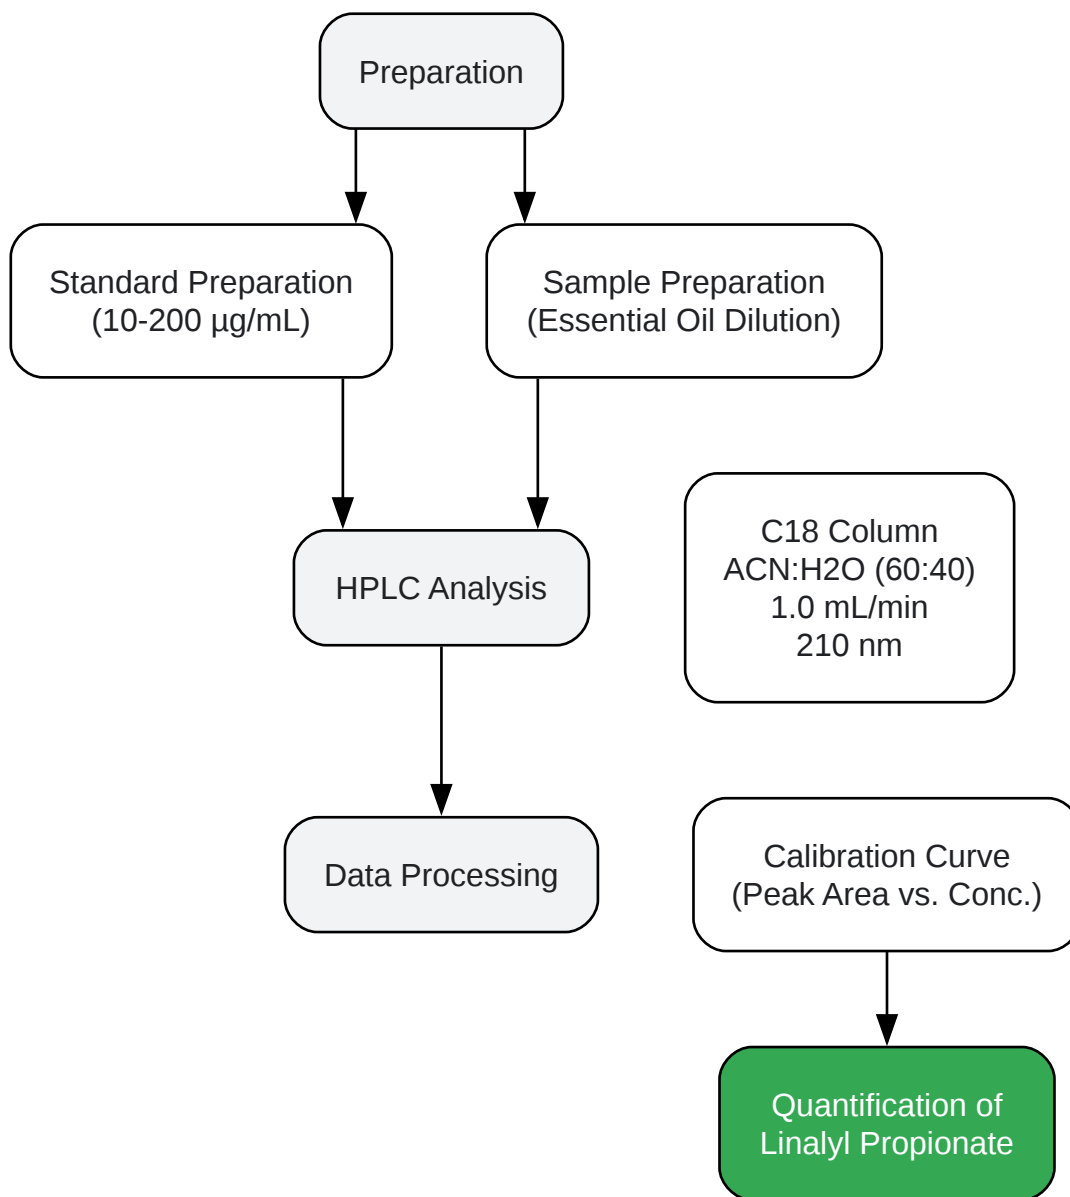 Preparation
Standard Preparation
(10-200 µg/mL)
Sample Preparation
(Essential Oil Dilution)
HPLC Analysis
C18 Column
ACN:H2O (60:40)
1.0 mL/min
210 nm
Data Processing
Calibration Curve
(Peak Area vs. Conc.)
Quantification of
Linalyl Propionate